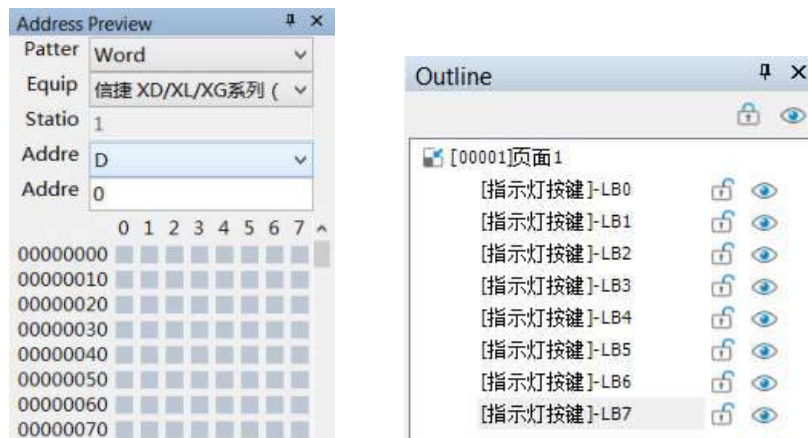 Address Preview
Patter Word
Equip 信捷 XD/XL/XG系列 (
Statio 1
Addre D
Addre 0
0 1 2 3 4 5 6 7
00000000
00000010
00000020
00000030
00000040
00000050
00000060
00000070
Outline
[00001]页面1
[指示灯按键]-LB0
[指示灯按键]-LB1
[指示灯按键]-LB2
[指示灯按键]-LB3
[指示灯按键]-LB4
[指示灯按键]-LB5
[指示灯按键]-LB6
[指示灯按键]-LB7